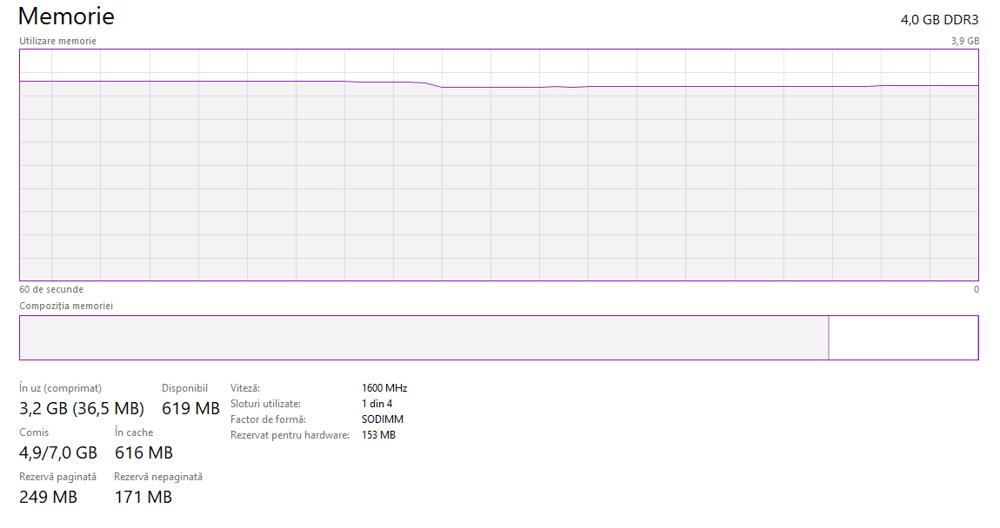 Memorie
4,0 GB DDR3
Utilizare memorie
3,9 GB
60 de secunde
0
Compoziția memoriei
În uz (comprimat)
Disponibil
3,2 GB (36,5 MB)
619 MB
Comis
În cache
4,9/7,0 GB
616 MB
Rezervă paginată
Rezervă nepaginată
249 MB
171 MB
Viteză:
1600 MHz
Sloturi utilizate:
1 din 4
Factor de formă:
SODIMM
Rezervat pentru hardware:
153 MB